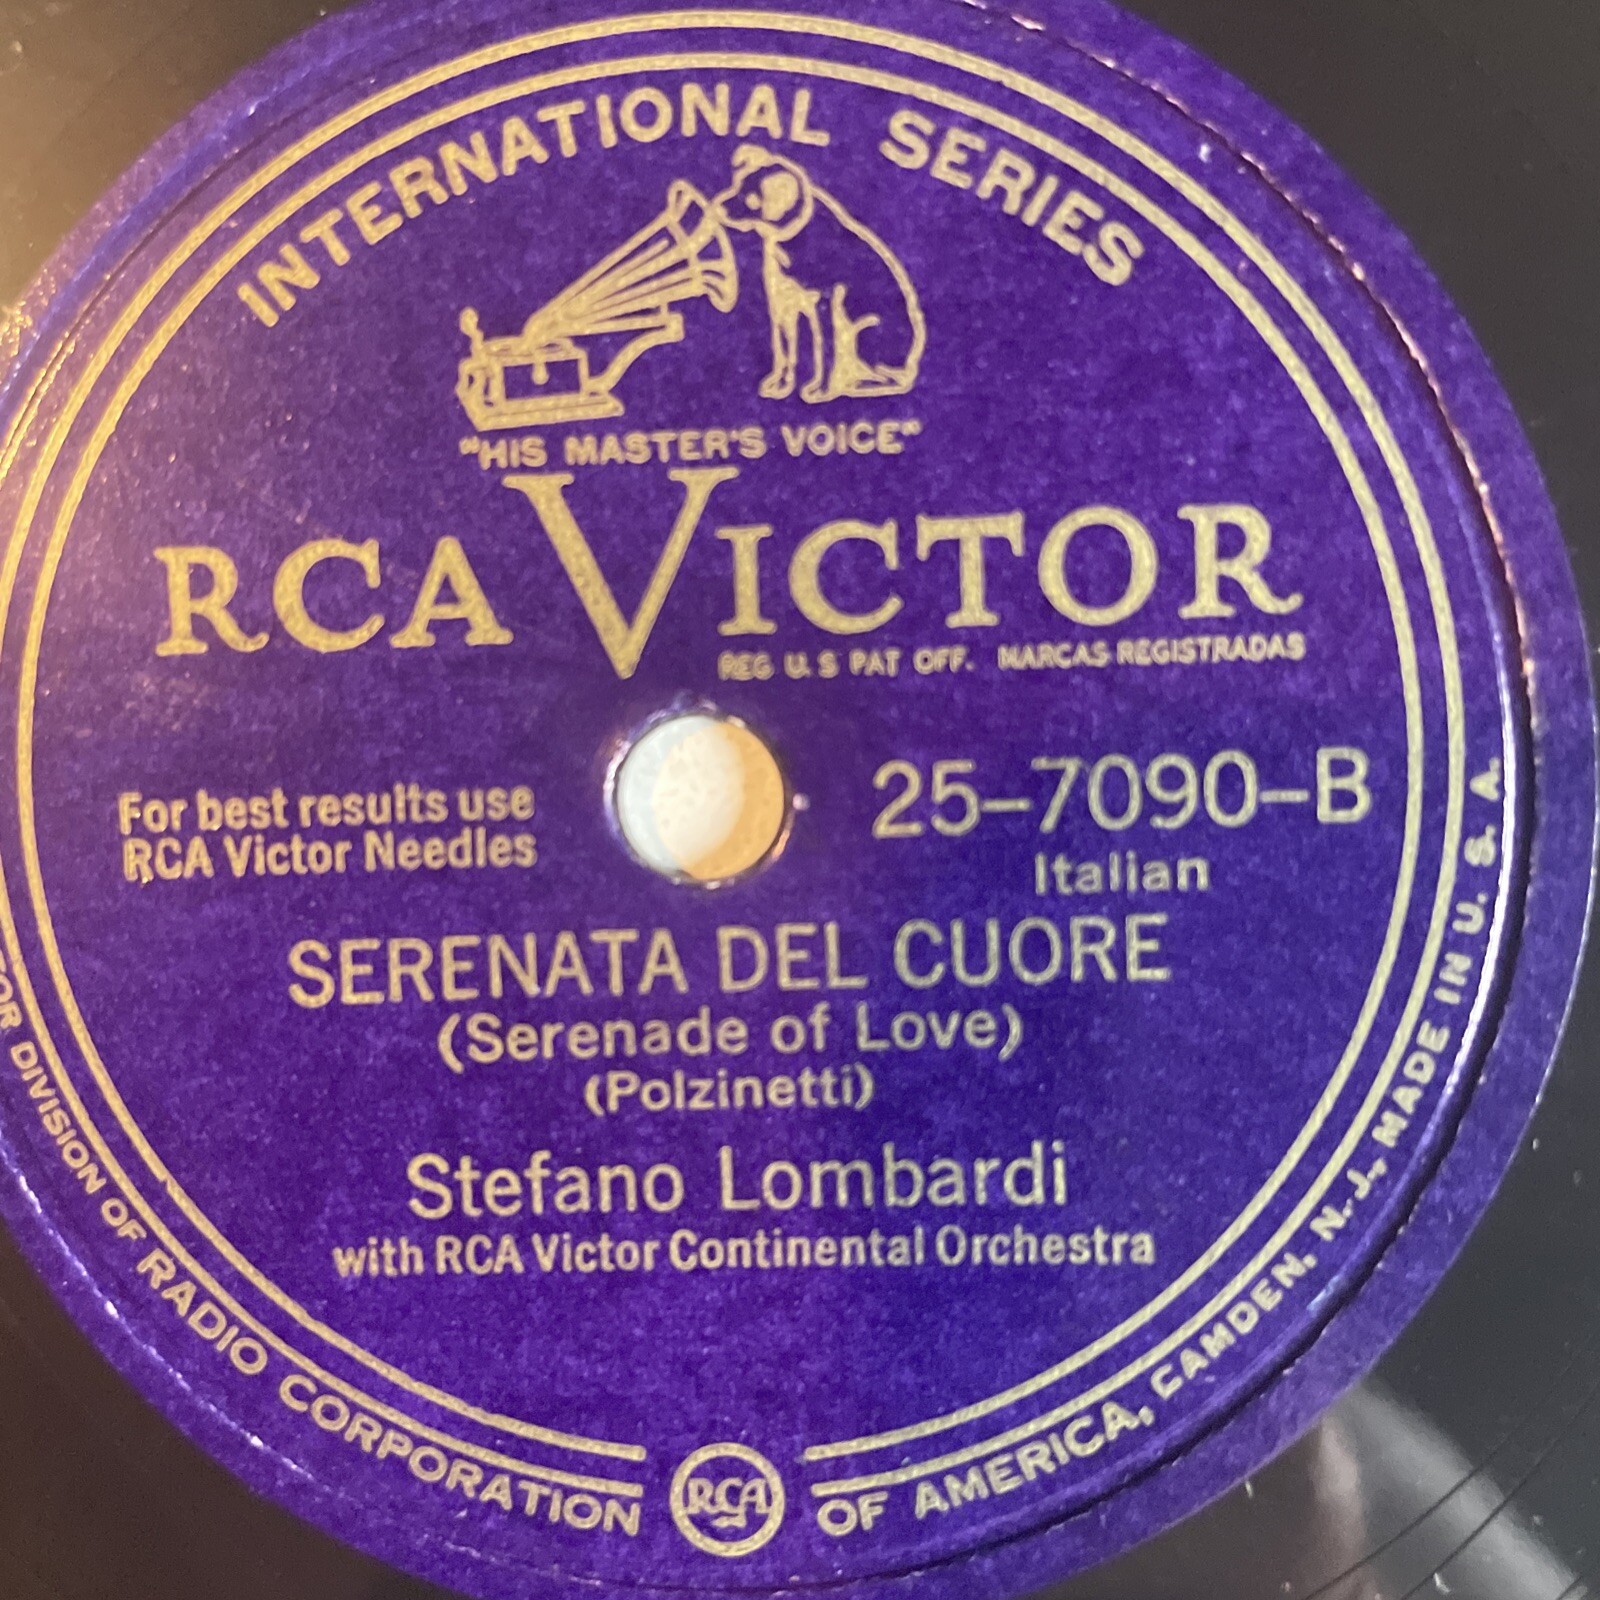 INTERNATIONAL SERIES
"HIS MASTER'S VOICE"
RCA VICTOR
REG U. S PAT OFF. MARCAS REGISTRADAS
For best results use
RCA Victor Needles
25-7090-B
Italian
SERENATA DEL CUORE
(Serenade of Love)
(Polzinetti)
Stefano Lombardi
with RCA Victor Continental Orchestra
DIVISION OF RADIO CORPORATION OF AMERICA, CAMDEN, N. J., MADE IN U. S. A.
RCA